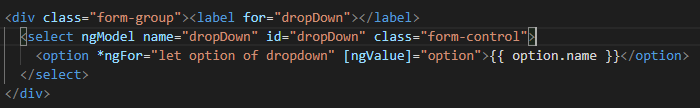 <div class="form-group"><label for="dropDown"></label>
<select ngModel name="dropDown" id="dropDown" class="form-control">
<option *ngFor="let option of dropdown" [ngValue]="option">{{ option.name }}</option>
</select>
</div>